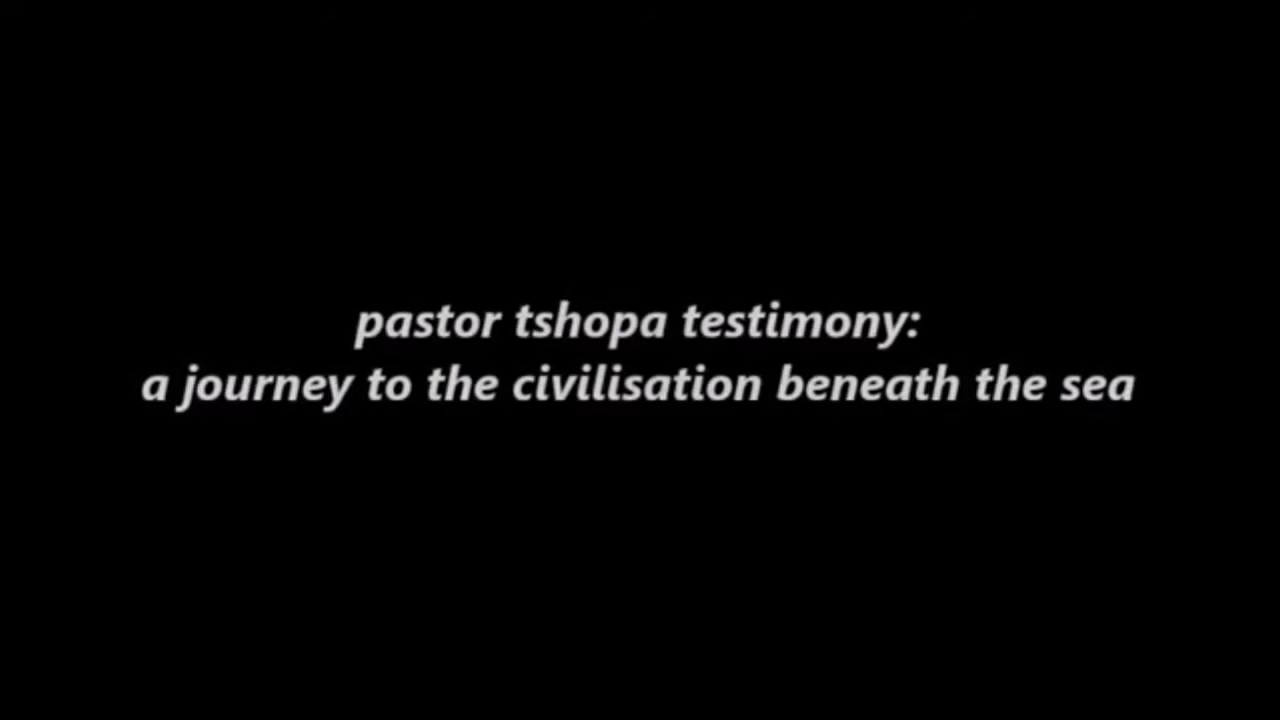 pastor tshopa testimony:
a journey to the civilisation beneath the sea